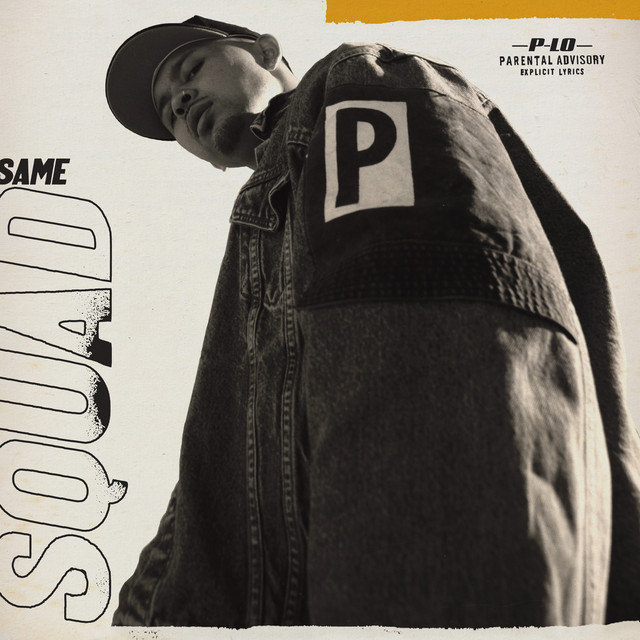 P-LO
PARENTAL ADVISORY
EXPLICIT LYRICS
P
SAME
SQUAD